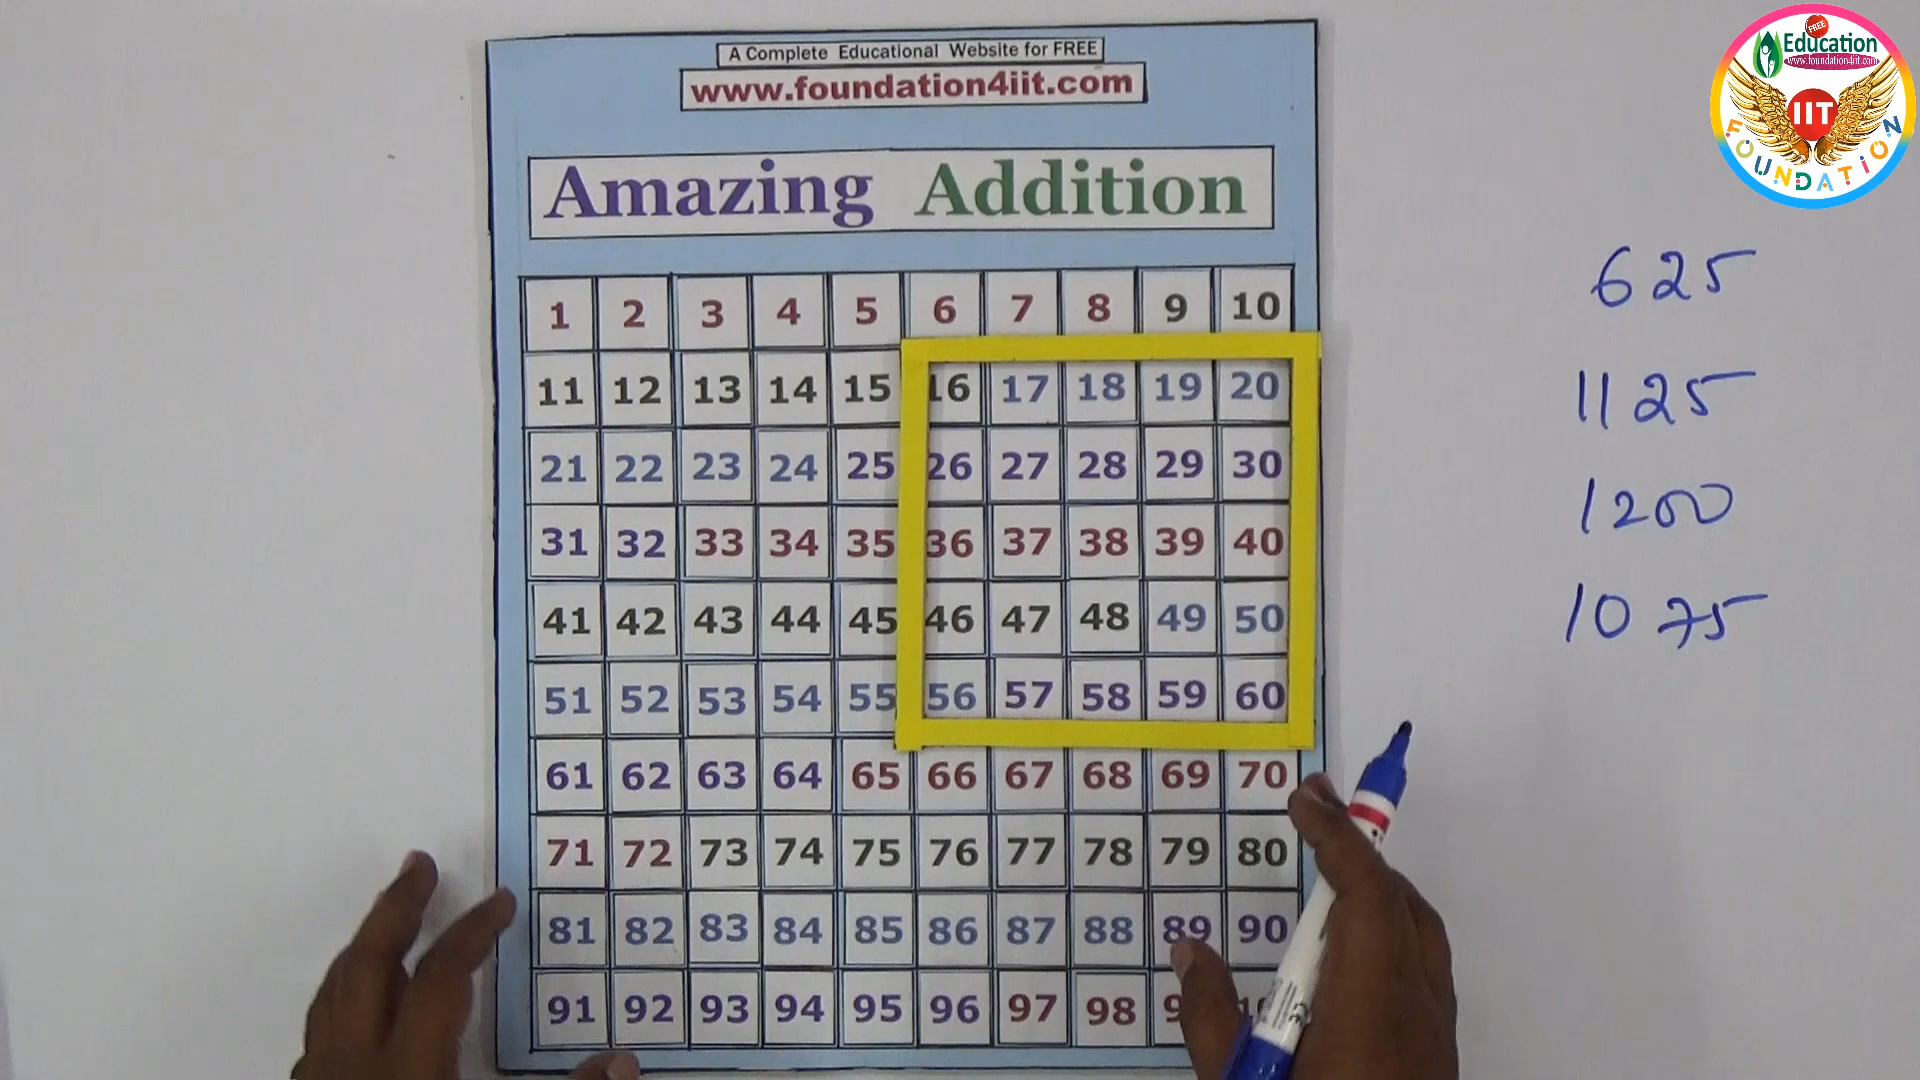 A Complete Educational Website for FREE
www.foundation4iit.com
Amazing Addition
1 2 3 4 5 6 7 8 9 10
11 12 13 14 15 16 17 18 19 20
21 22 23 24 25 26 27 28 29 30
31 32 33 34 35 36 37 38 39 40
41 42 43 44 45 46 47 48 49 50
51 52 53 54 55 56 57 58 59 60
61 62 63 64 65 66 67 68 69 70
71 72 73 74 75 76 77 78 79 80
81 82 83 84 85 86 87 88 89 90
91 92 93 94 95 96 97 98
625
1125
1200
1075
FREE
Education
www.foundation4iit.com
IIT
FOUNDATION